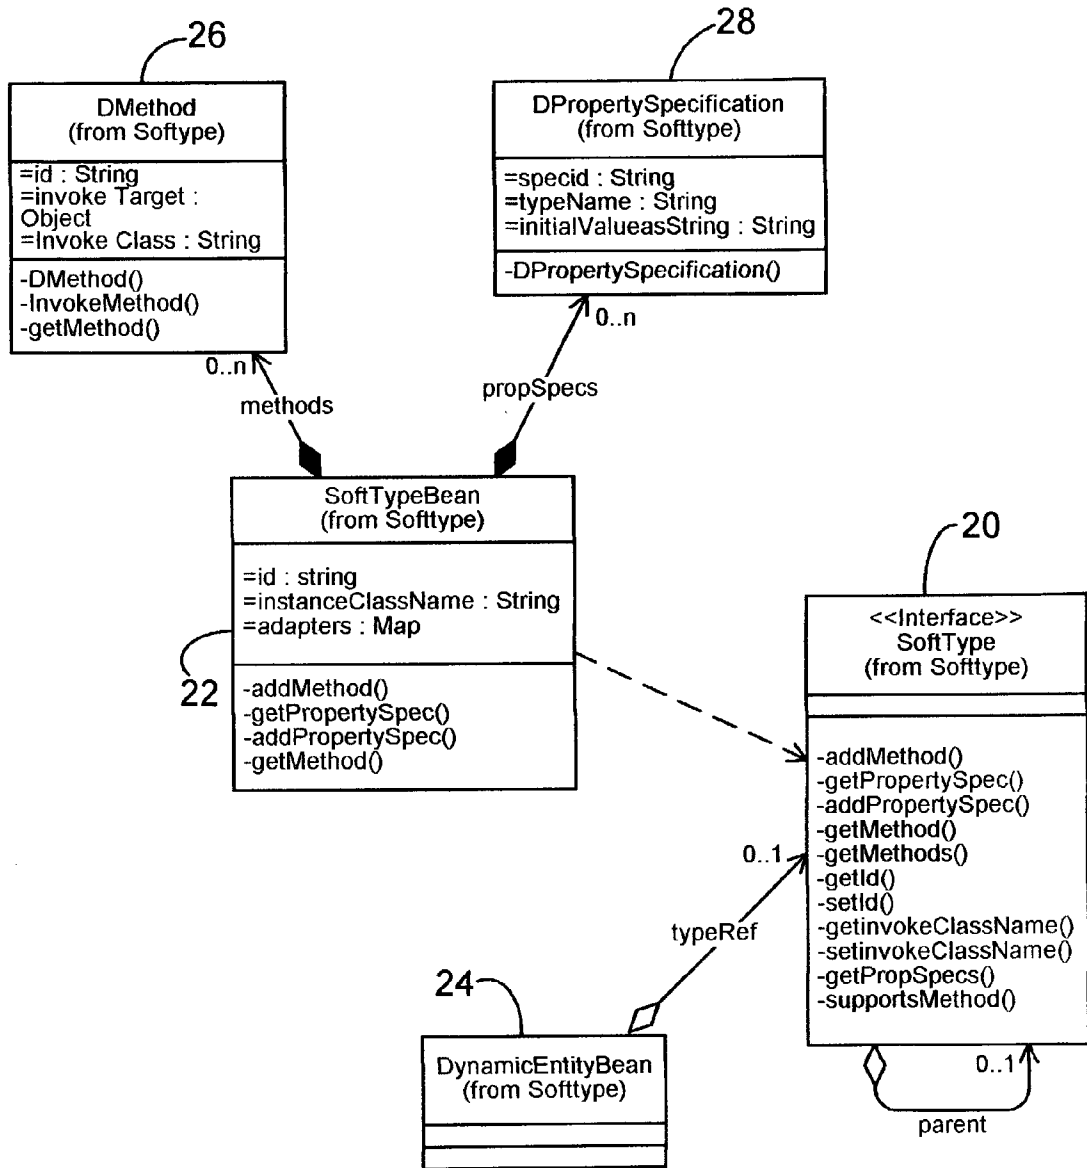 26
DMethod
(from Softype)
=id : String
=invoke Target :
Object
=Invoke Class : String
-DMethod()
-InvokeMethod()
-getMethod()
0..n
methods
28
DPropertySpecification
(from Softtype)
=specid : String
=typeName : String
=initialValueasString : String
-DPropertySpecification()
0..n
propSpecs
SoftTypeBean
(from Softtype)
=id : string
=instanceClassName : String
=adapters : Map
22
-addMethod()
-getPropertySpec()
-addPropertySpec()
-getMethod()
20
<<Interface>>
SoftType
(from Softtype)
-addMethod()
-getPropertySpec()
-addPropertySpec()
-getMethod()
-getMethods()
-getId()
-setId()
-getinvokeClassName()
-setinvokeClassName()
-getPropSpecs()
-supportsMethod()
0..1
typeRef
24
DynamicEntityBean
(from Softtype)
0..1
parent